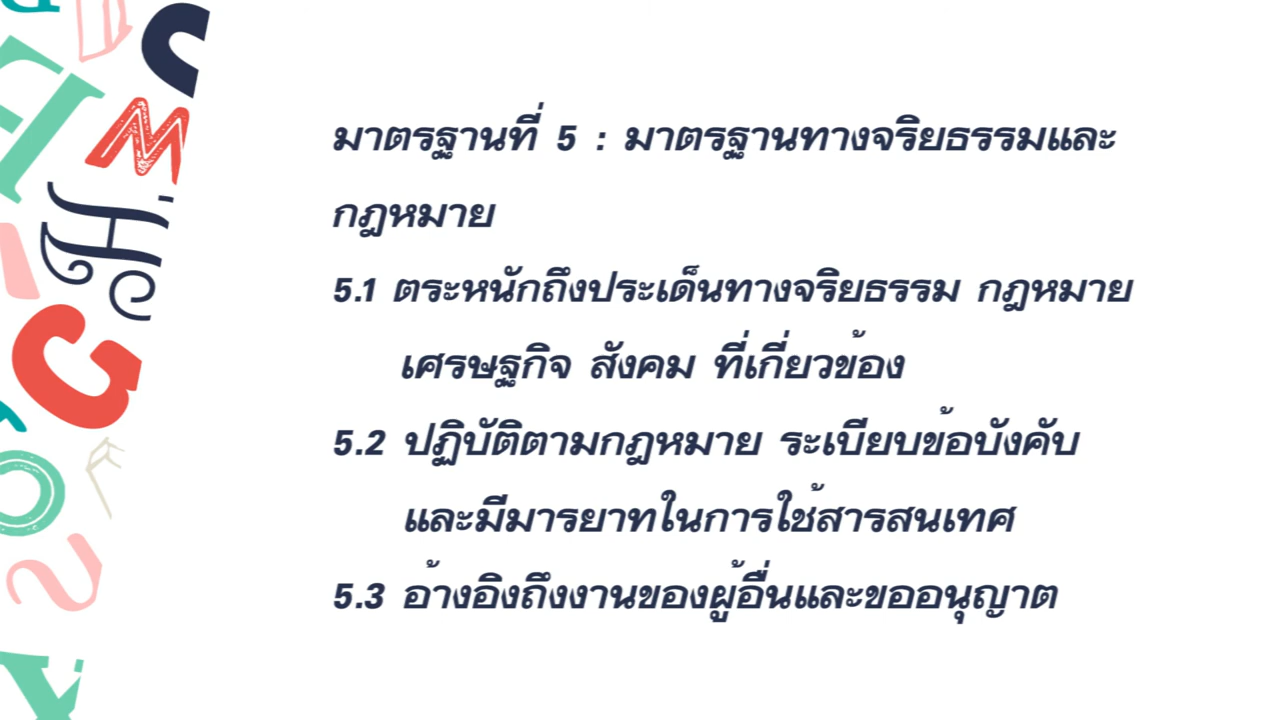 มาตรฐานที่ 5 : มาตรฐานทางจริยธรรมและ
กฎหมาย
5.1 ตระหนักถึงประเด็นทางจริยธรรม กฎหมาย
เศรษฐกิจ สังคม ที่เกี่ยวข้อง
5.2 ปฏิบัติตามกฎหมาย ระเบียบข้อบังคับ
และมีมารยาทในการใช้สารสนเทศ
5.3 อ้างอิงถึงงานของผู้อื่นและขออนุญาต